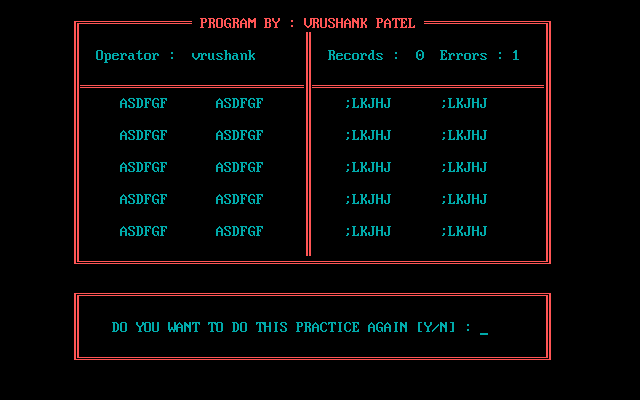 PROGRAM BY : VRUSHANK PATEL
Operator : vrushank Records : 0 Errors : 1
ASDFGF ASDFGF ;LKJHJ ;LKJHJ
ASDFGF ASDFGF ;LKJHJ ;LKJHJ
ASDFGF ASDFGF ;LKJHJ ;LKJHJ
ASDFGF ASDFGF ;LKJHJ ;LKJHJ
ASDFGF ASDFGF ;LKJHJ ;LKJHJ
DO YOU WANT TO DO THIS PRACTICE AGAIN [Y/N] : _